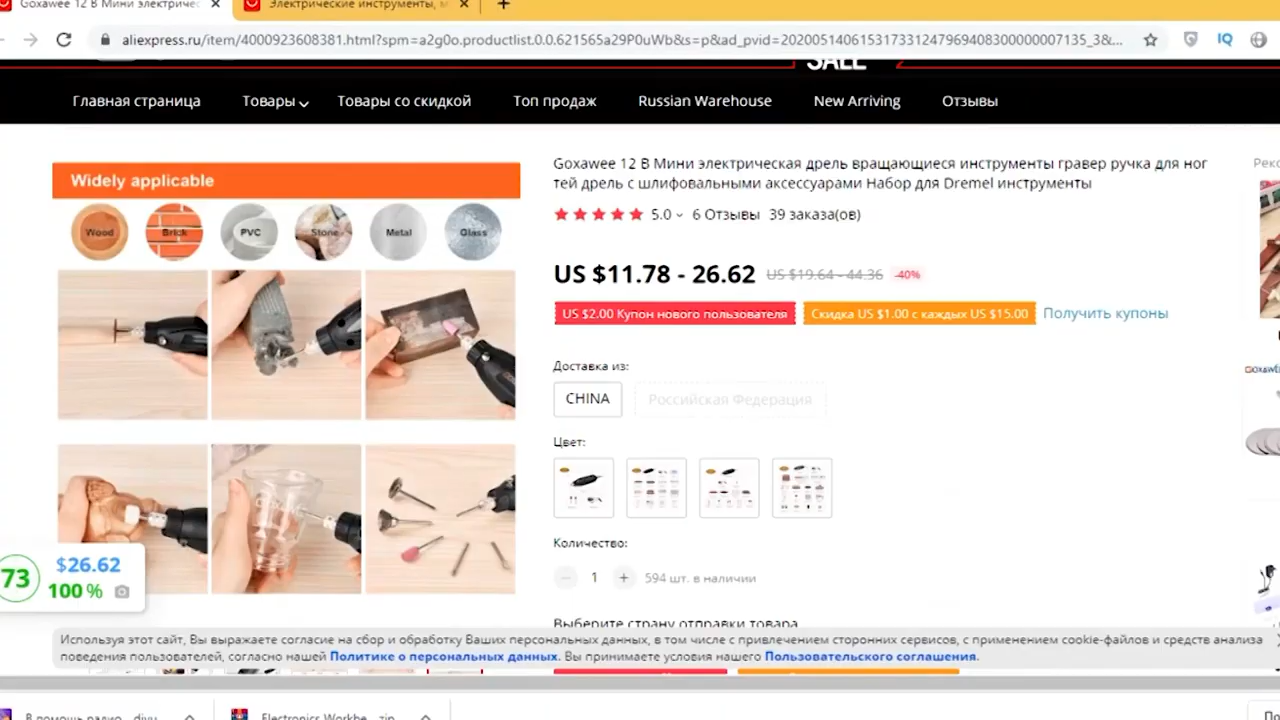 Goxawee 12 В Мини электричес
Электрические инструменты, м
aliexpress.ru/item/4000923608381.html?spm=a2g0o.productlist.0.0.621565a29P0uWb&s=p&ad_pvid=202005140615317331247969408300000007135_3&...
IQ
SALE
Главная страница
Товары
Товары со скидкой
Топ продаж
Russian Warehouse
New Arriving
Отзывы
Widely applicable
Wood
Brick
PVC
Stone
Metal
Glass
Goxawee 12 В Мини электрическая дрель вращающиеся инструменты гравер ручка для ног
тей дрель с шлифовальными аксессуарами Набор для Dremel инструменты
5.0 6 Отзывы 39 заказа(ов)
US $11.78 - 26.62 US $19.64 - 44.36 -40%
US $2.00 Купон нового пользователя
Скидка US $1.00 с каждых US $15.00
Получить купоны
Доставка из:
CHINA
Российская Федерация
Цвет:
Количество:
− 1 + 594 шт. в наличии
Выберите страну отправки товара
73
$26.62
100 %
Реко
Используя этот сайт, Вы выражаете согласие на сбор и обработку Ваших персональных данных, в том числе с привлечением сторонних сервисов, с применением cookie-файлов и средств анализа
поведения пользователей, согласно нашей Политике о персональных данных. Вы принимаете условия нашего Пользовательского соглашения.
В помощь радио...djvu
Electronics Workbe...zip
По